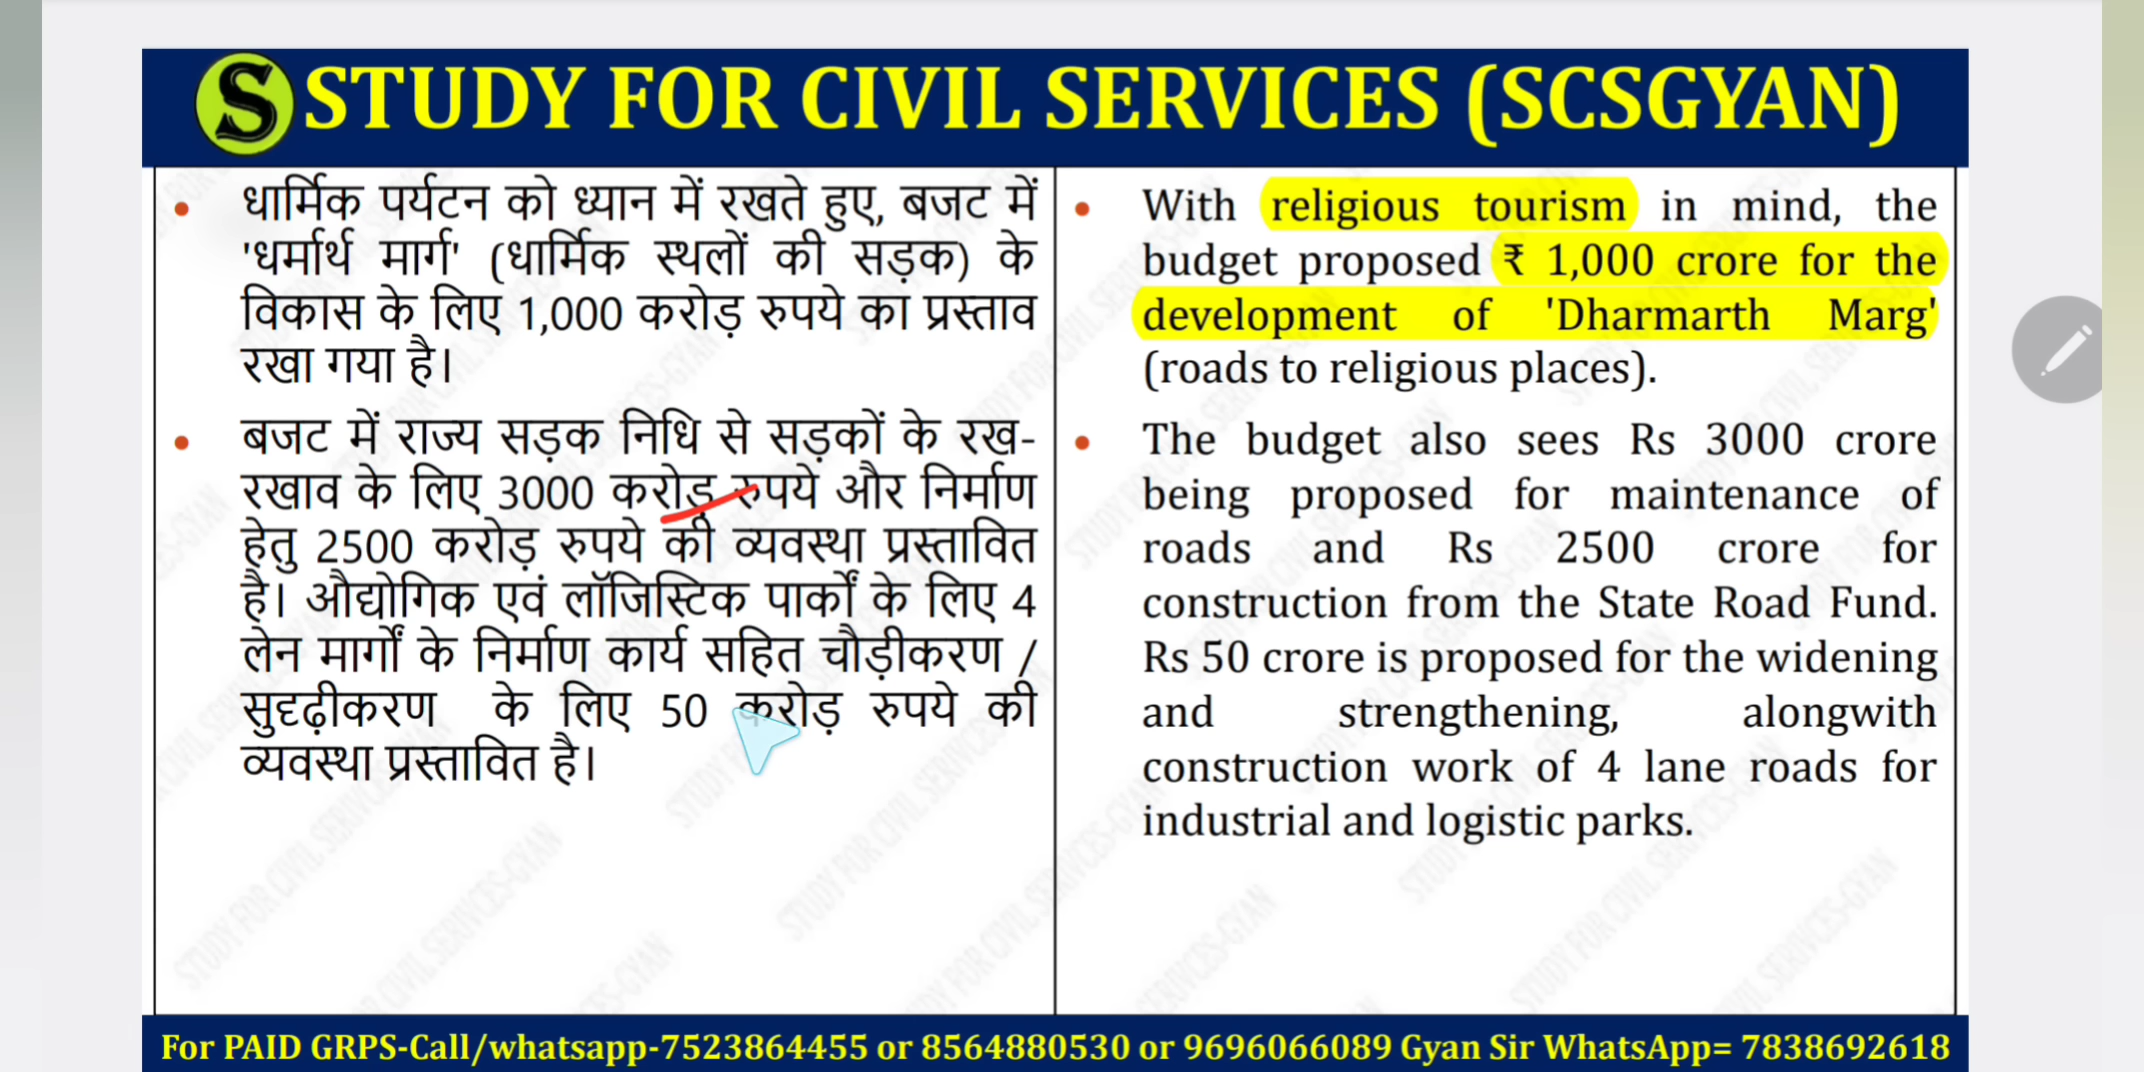 S STUDY FOR CIVIL SERVICES (SCSGYAN)
• धार्मिक पर्यटन को ध्यान में रखते हुए, बजट में
'धर्मार्थ मार्ग' (धार्मिक स्थलों की सड़क) के
विकास के लिए 1,000 करोड़ रुपये का प्रस्ताव
रखा गया है।
• बजट में राज्य सड़क निधि से सड़कों के रख-
रखाव के लिए 3000 करोड़ रुपये और निर्माण
हेतु 2500 करोड़ रुपये की व्यवस्था प्रस्तावित
है। औद्योगिक एवं लॉजिस्टिक पार्कों के लिए 4
लेन मार्गों के निर्माण कार्य सहित चौड़ीकरण /
सुदृढ़ीकरण के लिए 50 करोड़ रुपये की
व्यवस्था प्रस्तावित है।
• With religious tourism in mind, the
budget proposed ₹ 1,000 crore for the
development of 'Dharmarth Marg'
(roads to religious places).
• The budget also sees Rs 3000 crore
being proposed for maintenance of
roads and Rs 2500 crore for
construction from the State Road Fund.
Rs 50 crore is proposed for the widening
and strengthening, alongwith
construction work of 4 lane roads for
industrial and logistic parks.
For PAID GRPS-Call/whatsapp-7523864455 or 8564880530 or 9696066089 Gyan Sir WhatsApp= 7838692618